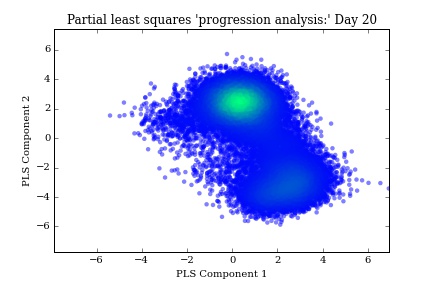 Partial least squares 'progression analysis:' Day 20
6
4
2
0
−2
−4
−6
PLS Component 2
−6 −4 −2 0 2 4 6
PLS Component 1